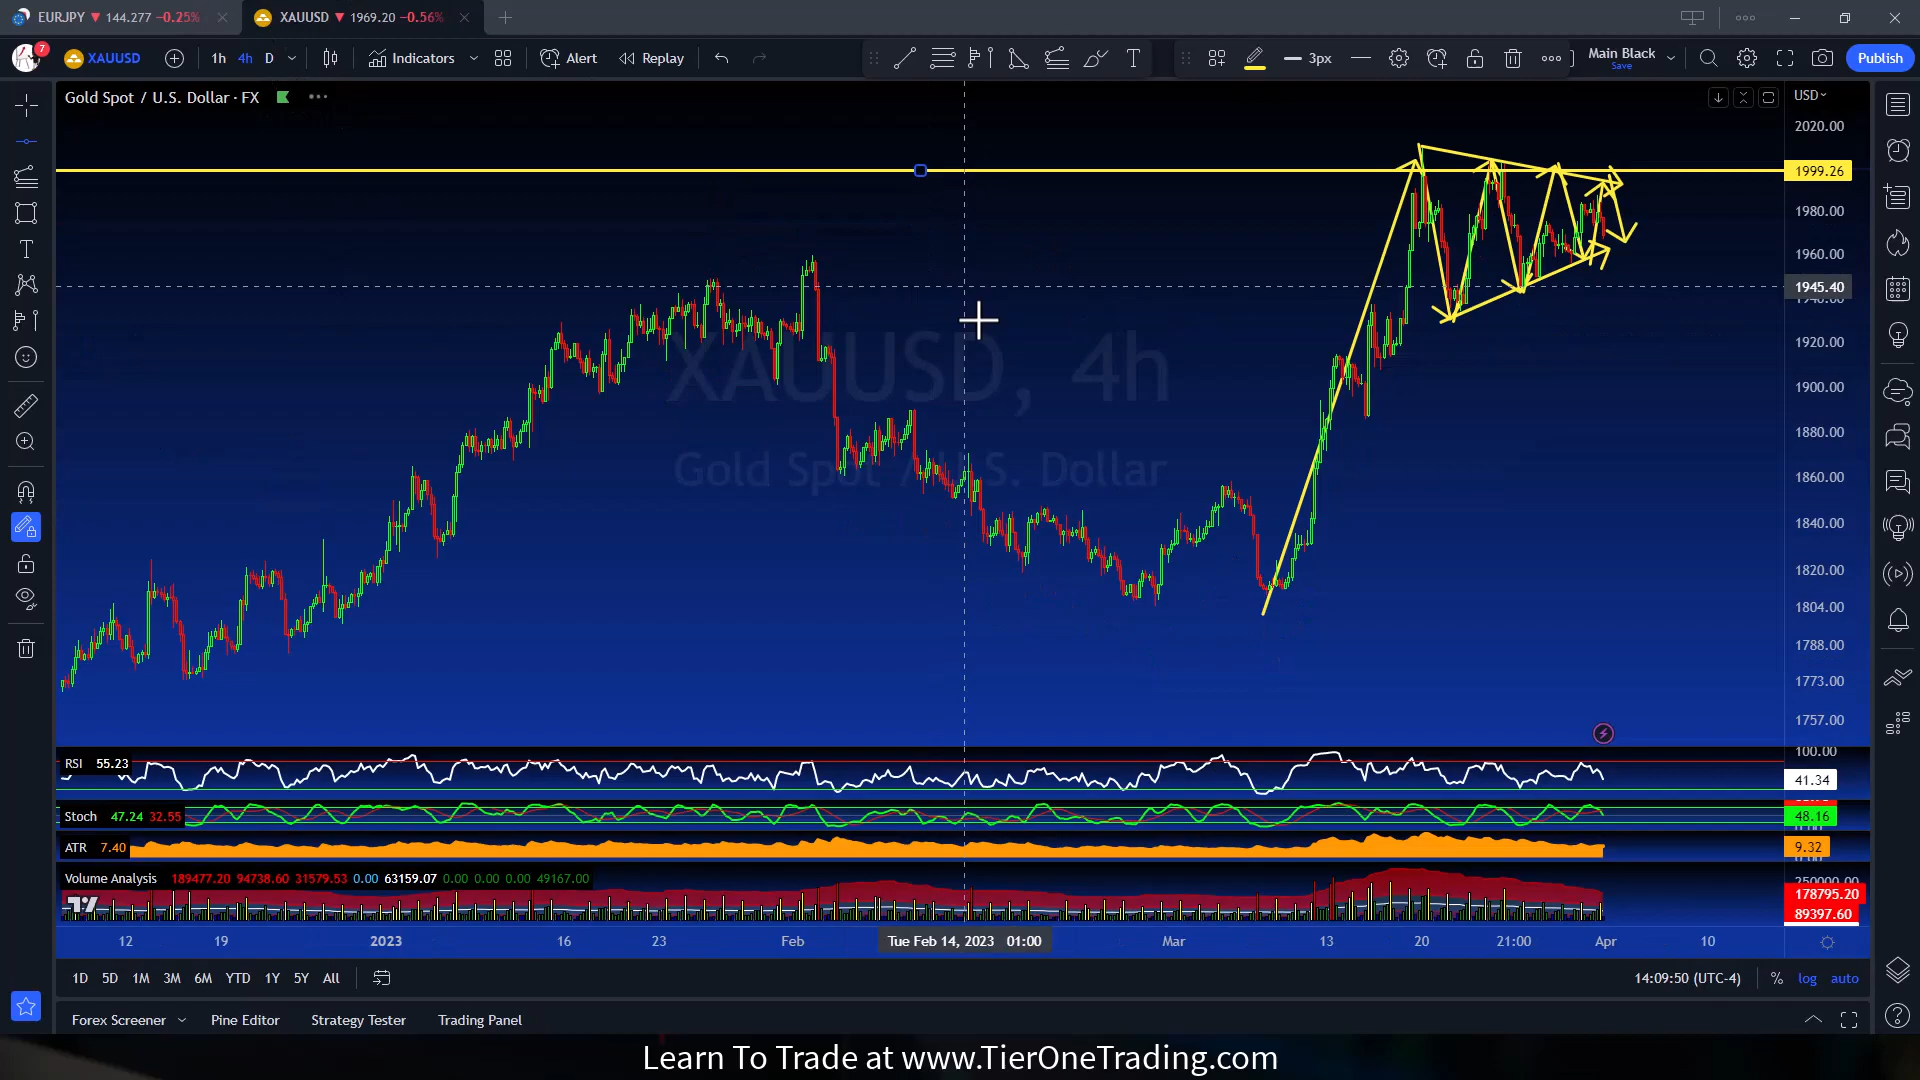 EURJPY ▼ 144.277 −0.25%
XAUUSD ▼ 1969.20 −0.56%
7
XAUUSD
1h 4h D
Indicators
Alert
Replay
3px
Main Black
Save
Publish
Gold Spot / U.S. Dollar · FX
USD
2020.00
1999.26
1980.00
1960.00
1945.40
1920.00
1900.00
1880.00
1860.00
1840.00
1820.00
1804.00
1788.00
1773.00
1757.00
XAUUSD, 4h
Gold Spot / U.S. Dollar
100.00
RSI 55.23
41.34
Stoch 47.24 32.55
48.16
ATR 7.40
9.32
Volume Analysis 189477.20 94738.60 31579.53 0.00 63159.07 0.00 0.00 0.00 49167.00
250000.00
178795.20
89397.60
12 19 2023 16 23 Feb Tue Feb 14, 2023 01:00 Mar 13 20 21:00 Apr 10
1D 5D 1M 3M 6M YTD 1Y 5Y All
14:09:50 (UTC-4) % log auto
Forex Screener Pine Editor Strategy Tester Trading Panel
Learn To Trade at www.TierOneTrading.com